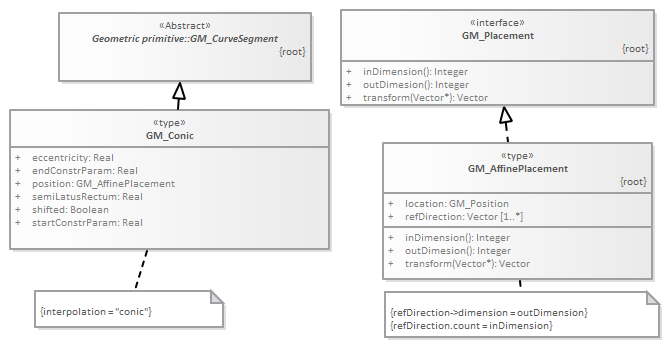 «Abstract»
Geometric primitive::GM_CurveSegment
{root}
«type»
GM_Conic
+ eccentricity: Real
+ endConstrParam: Real
+ position: GM_AffinePlacement
+ semiLatusRectum: Real
+ shifted: Boolean
+ startConstrParam: Real
{interpolation = "conic"}
«interface»
GM_Placement
{root}
+ inDimension(): Integer
+ outDimesion(): Integer
+ transform(Vector*): Vector
«type»
GM_AffinePlacement
{root}
+ location: GM_Position
+ refDirection: Vector [1..*]
+ inDimension(): Integer
+ outDimesion(): Integer
+ transform(Vector*): Vector
{refDirection->dimension = outDimension}
{refDirection.count = inDimension}